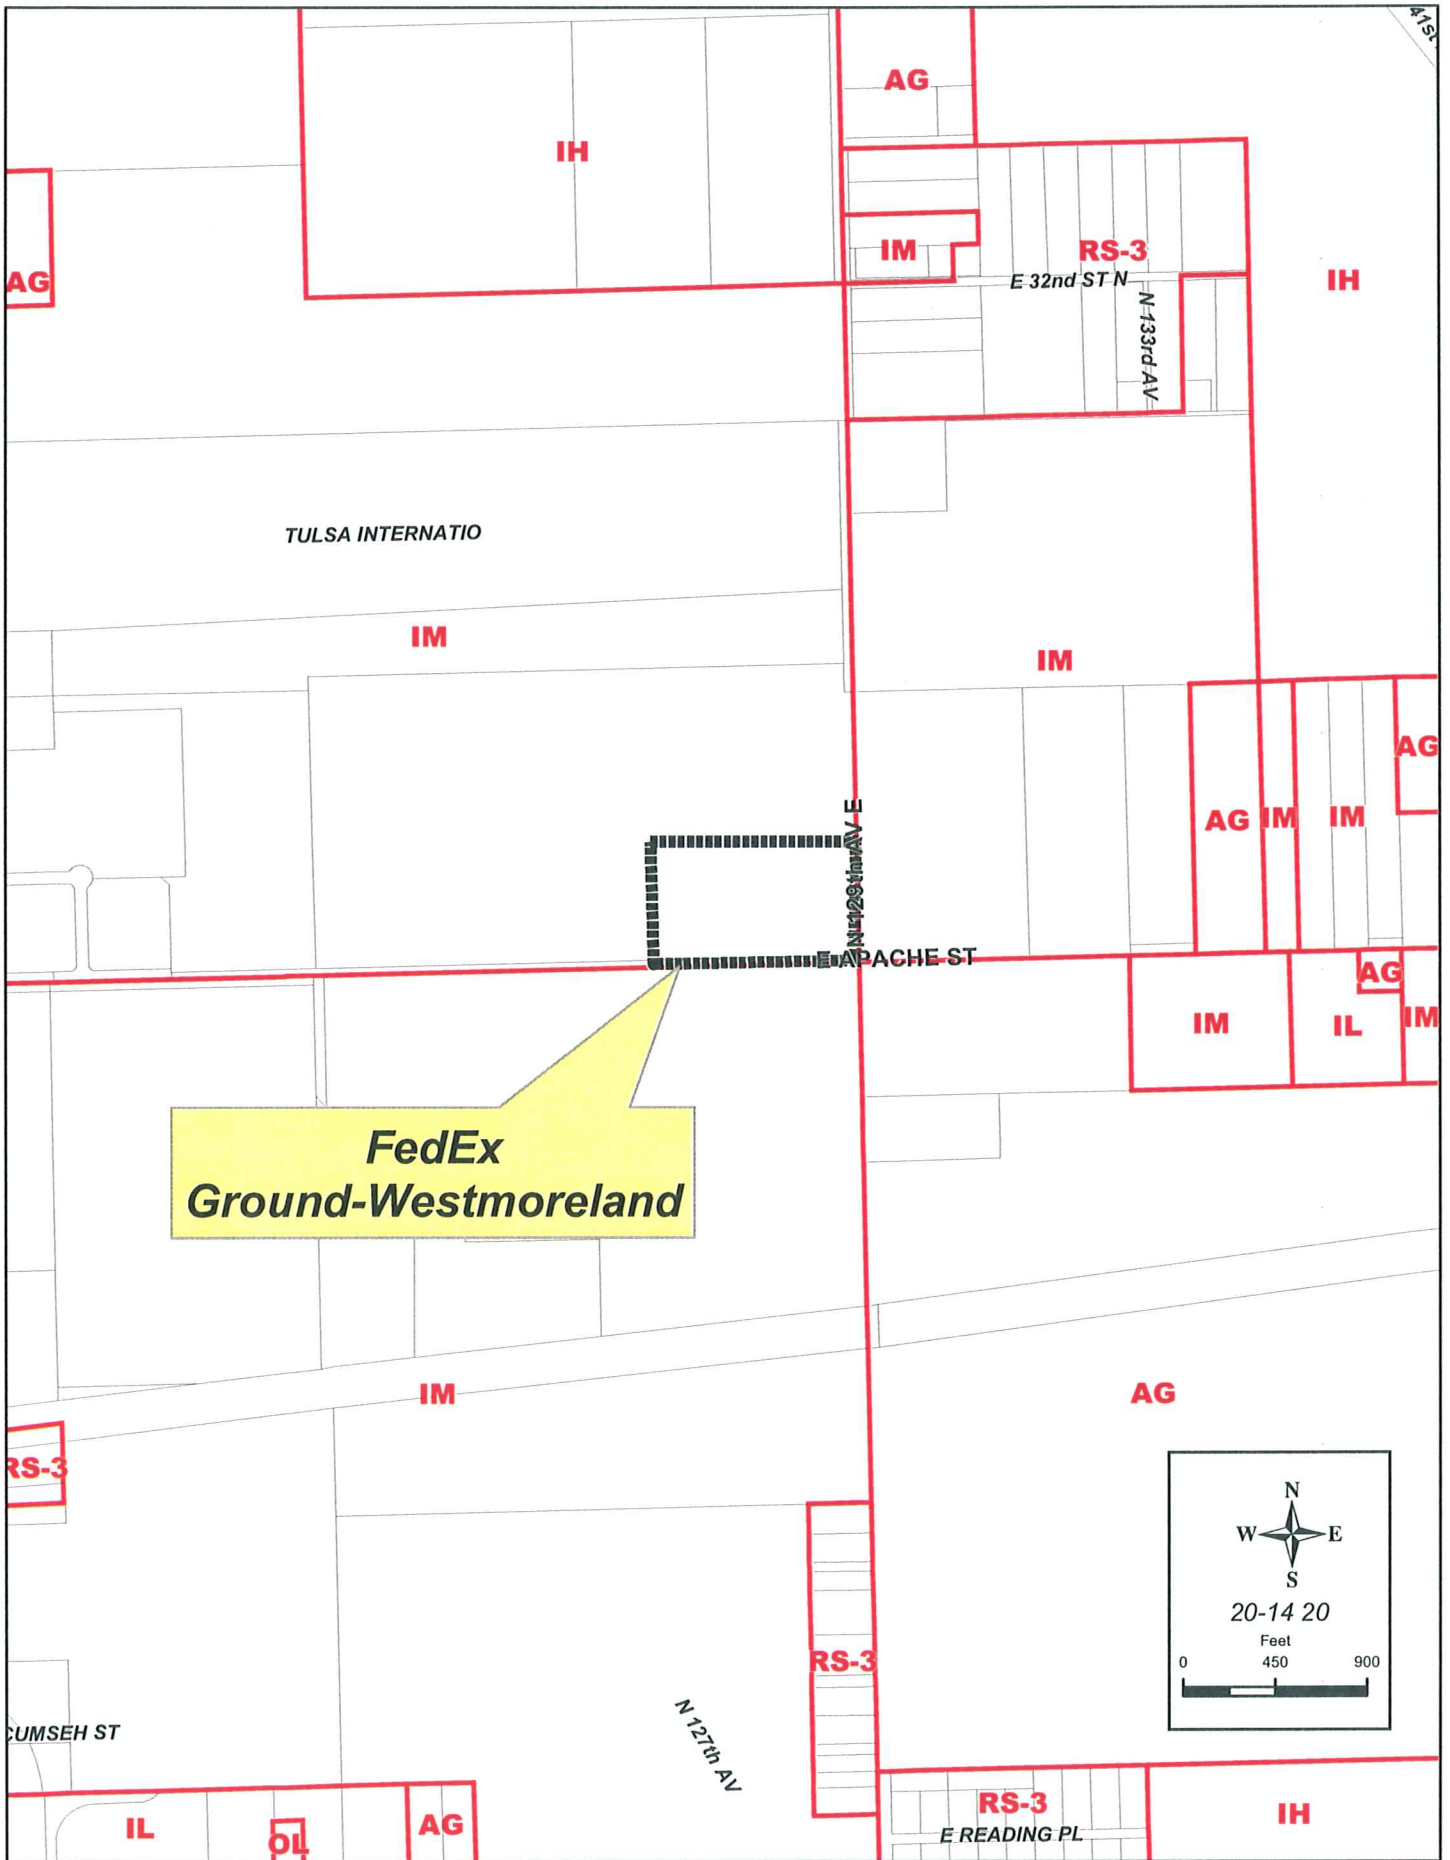 41st
AG
IH
AG
IM
RS-3
IH
E 32nd ST N
N 133rd AV
TULSA INTERNATIO
IM
IM
AG
AG
IM
IM
N 129th AV E
E APACHE ST
AG
IM
IL
IM
FedEx
Ground-Westmoreland
IM
AG
RS-3
N
W
E
S
20-14 20
Feet
0
450
900
RS-3
N 127th AV
CUMSEH ST
IL
OL
AG
RS-3
E READING PL
IH